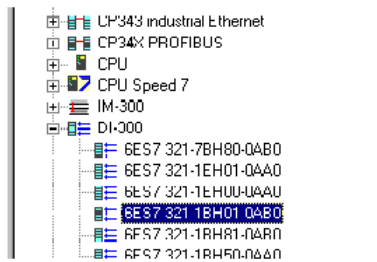 CP343 Industrial Ethernet
CP34X PROFIBUS
CPU
CPU Speed 7
IM-300
DI-300
6ES7 321-7BH80-0AB0
6ES7 321-1EH01-0AA0
6ES7 321-1EH00-0AA0
6ES7 321-1BH01-0AB0
6ES7 321-1BH81-0AB0
6ES7 321-1BH50-0AA0